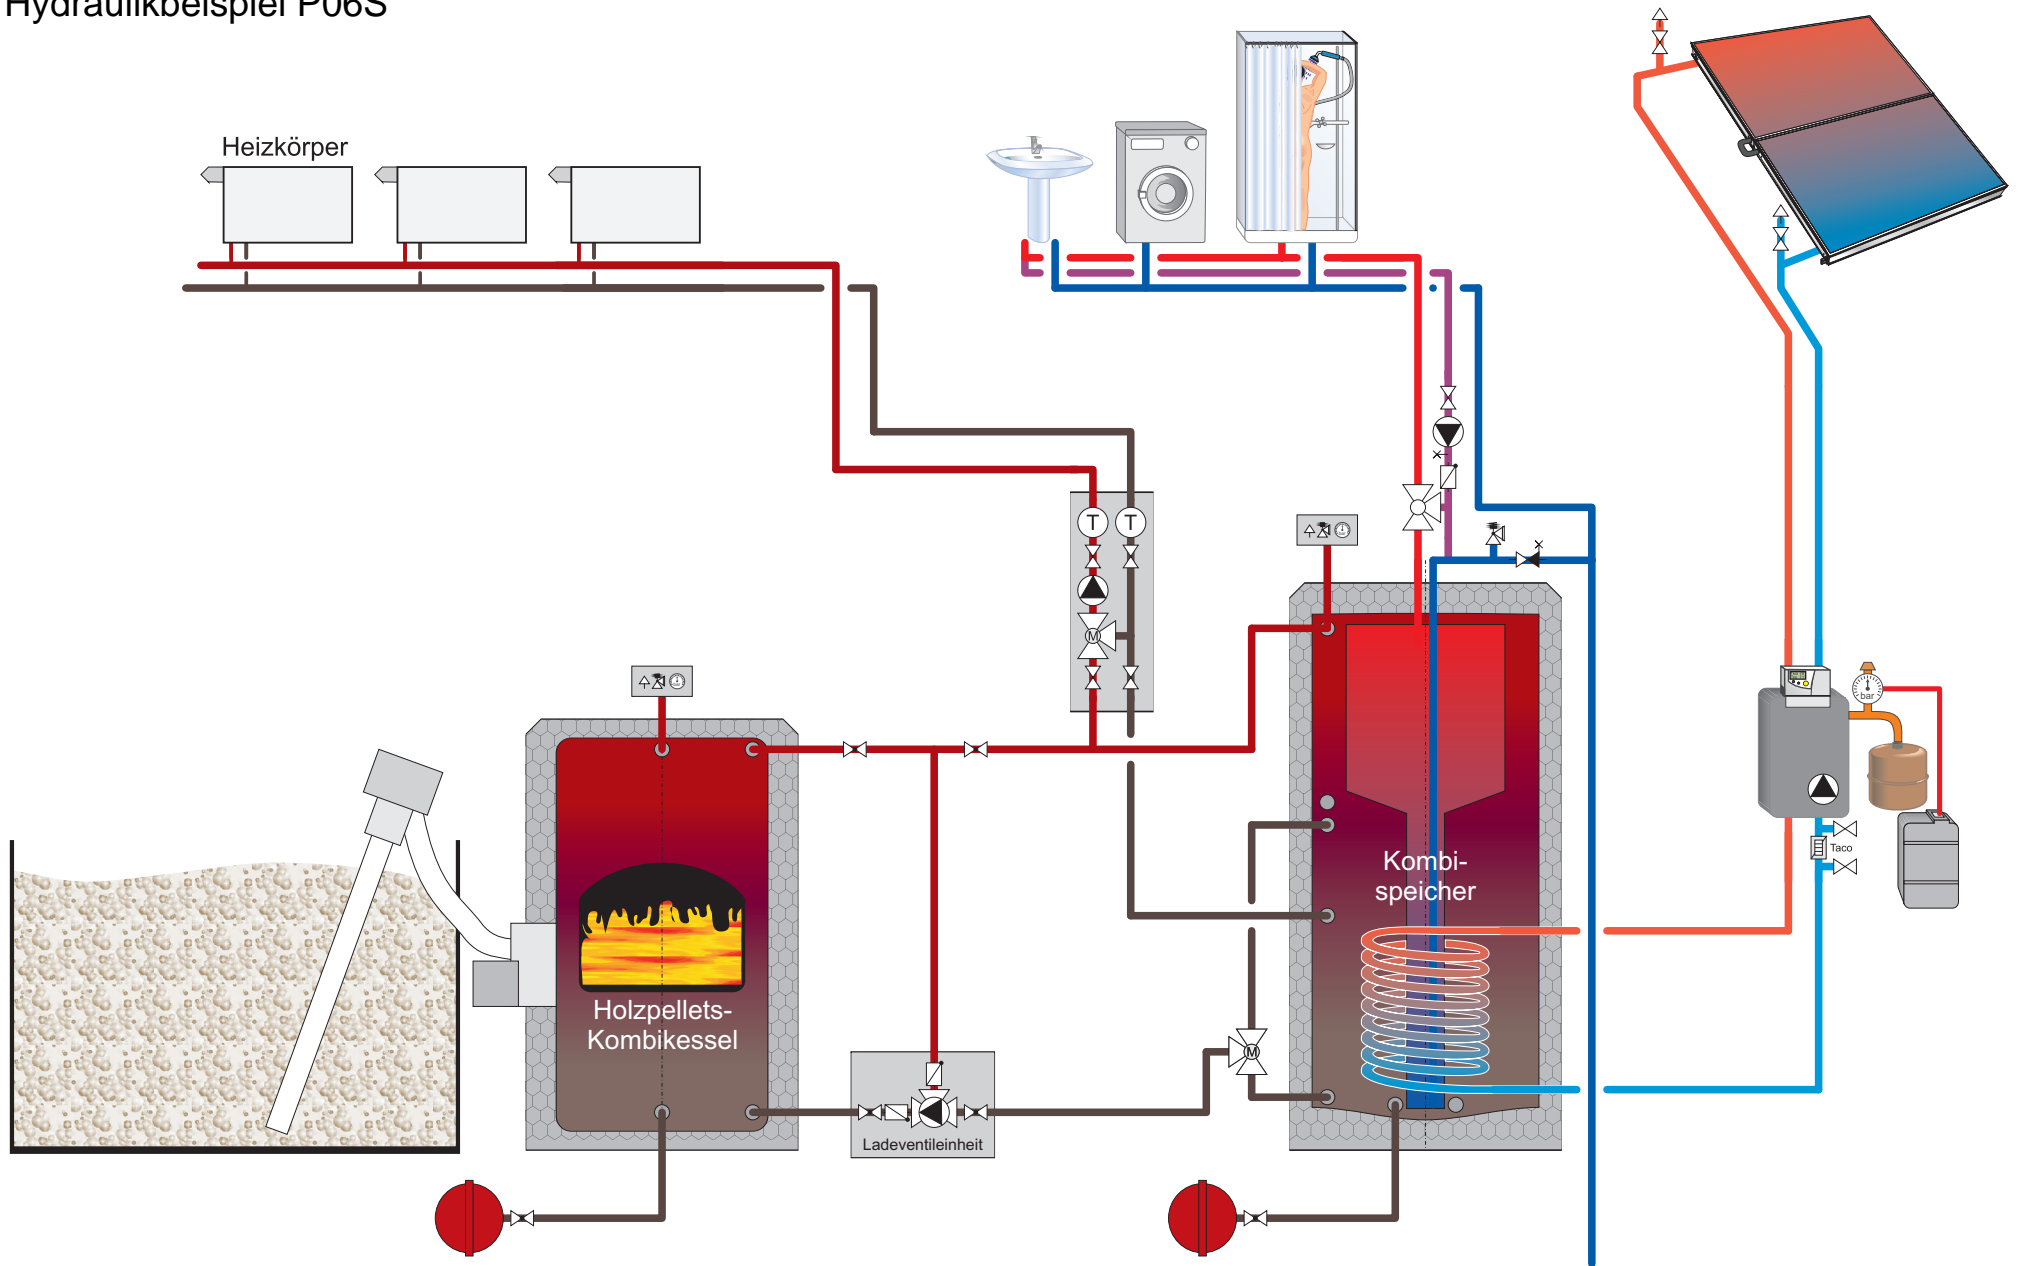 Hydraulikbeispiel P06S
Heizkörper
T
T
M
bar
Taco
Kombi-
speicher
Holzpellets-
Kombikessel
M
Ladeventileinheit